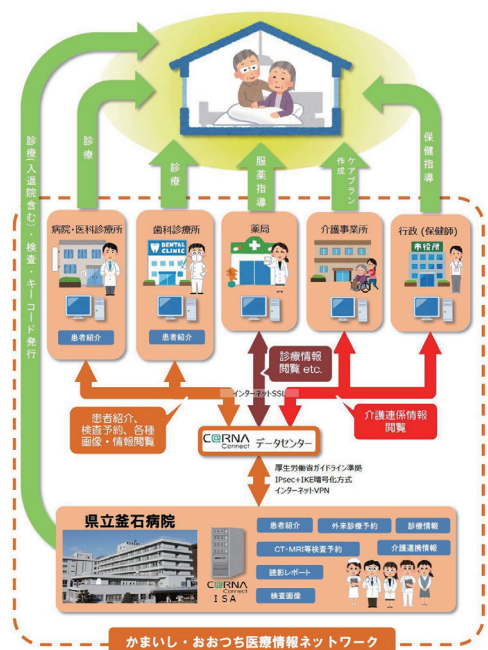 診療(入退院含む)・検査・キーコード発行
診療
診療
服薬指導
ケアプラン
作成
保健指導
病院・医科診療所
歯科診療所
薬局
介護事業所
行政(保健師)
DENTAL
CLINIC
市役所
患者紹介
患者紹介
診療情報
閲覧 etc.
インターネットSSL
患者紹介、
検査予約、各種
画像・情報閲覧
介護連係情報
閲覧
C@RNA
Connect
データセンター
厚生労働省ガイドライン準拠
IPsec+IKE暗号化方式
インターネットVPN
県立釜石病院
C@RNA
Connect
ISA
患者紹介
外来診療予約
診療情報
CT・MRI等検査予約
介護連携情報
読影レポート
検査画像
かまいし・おおつち医療情報ネットワーク